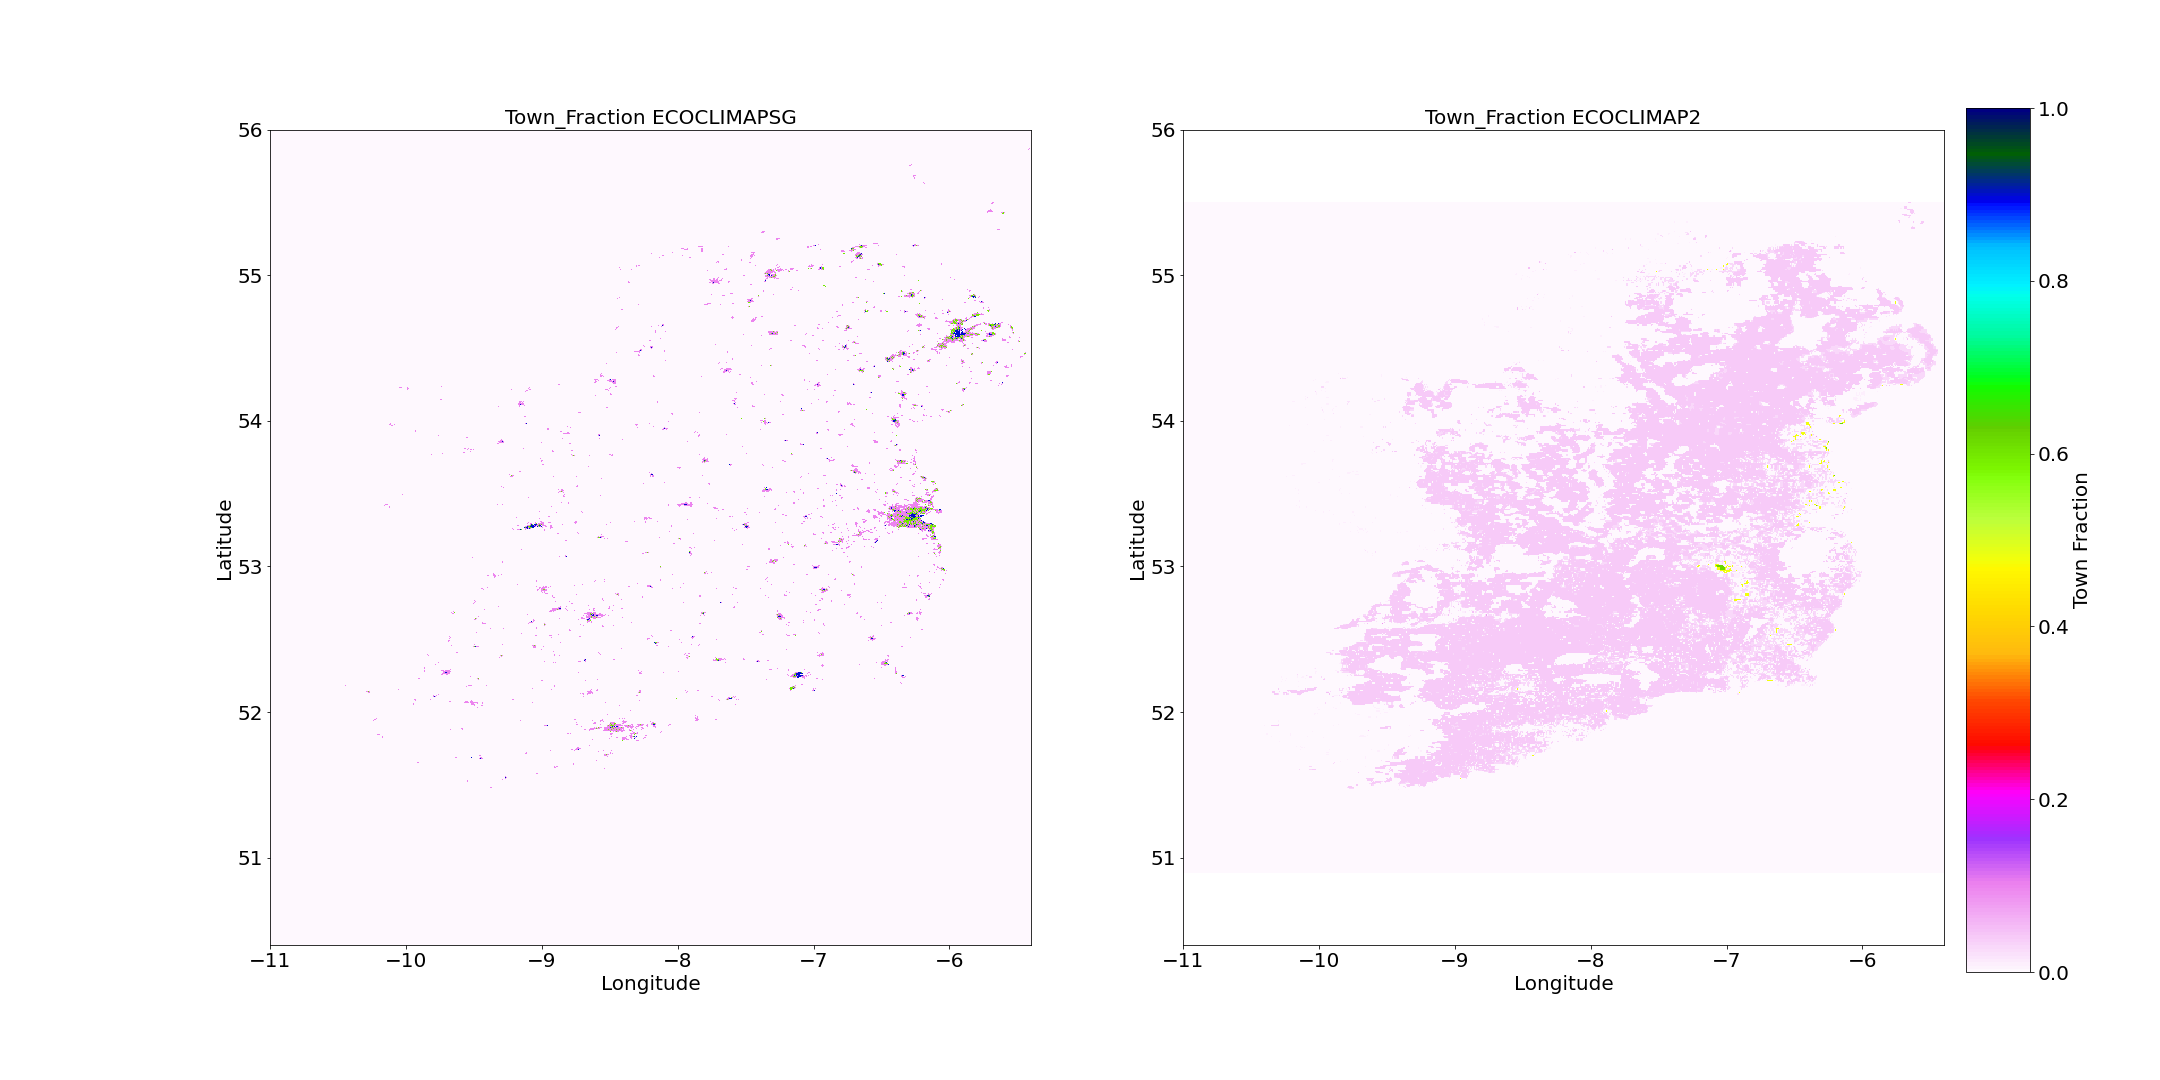 Town_Fraction ECOCLIMAPSG
56
55
54
53
52
51
Latitude
−11 −10 −9 −8 −7 −6
Longitude
Town_Fraction ECOCLIMAP2
56
55
54
53
52
51
Latitude
−11 −10 −9 −8 −7 −6
Longitude
1.0
0.8
0.6
0.4
0.2
0.0
Town Fraction